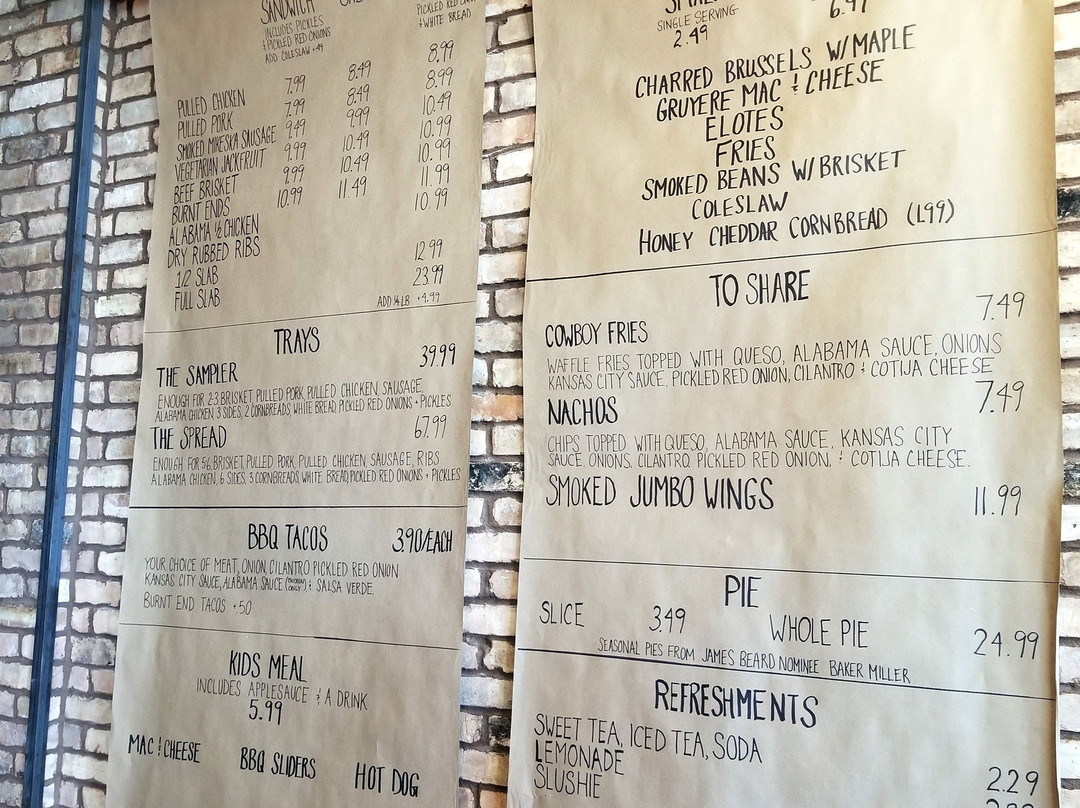 SANDWICH
PICKLED RED
INCLUDES PICKLES
& PICKLED RED ONIONS
& WHITE BREAD
ADD COLESLAW +.49
PULLED CHICKEN 7.99 8.49 8.99
PULLED PORK 7.99 8.49 8.99
SMOKED MIKESKA SAUSAGE 9.49 9.99 10.49
VEGETARIAN JACKFRUIT 9.99 10.49 10.99
BEEF BRISKET 9.99 10.49 10.99
BURNT ENDS 10.99 11.49 11.99
ALABAMA 1/2 CHICKEN 10.99
DRY RUBBED RIBS
1/2 SLAB 12.99
FULL SLAB 23.99
ADD 1/4 LB +4.99
TRAYS
THE SAMPLER 39.99
ENOUGH FOR 2-3 BRISKET PULLED PORK, PULLED CHICKEN, SAUSAGE,
ALABAMA CHICKEN, 3 SIDES, 2 CORNBREADS, WHITE BREAD, PICKLED RED ONIONS + PICKLES
THE SPREAD 67.99
ENOUGH FOR 5-6, BRISKET, PULLED PORK, PULLED CHICKEN, SAUSAGE, RIBS
ALABAMA CHICKEN, 6 SIDES, 3 CORNBREADS WHITE BREAD, PICKLED RED ONIONS + PICKLES
BBQ TACOS 3.90/EACH
YOUR CHOICE OF MEAT, ONION, CILANTRO PICKLED RED ONION
KANSAS CITY SAUCE, ALABAMA SAUCE (CHICKEN ONLY), & SALSA VERDE.
BURNT END TACOS +.50
KIDS MEAL
INCLUDES APPLESAUCE & A DRINK
5.99
MAC & CHEESE BBQ SLIDERS HOT DOG
SINGLE SERVING 6.97
2.49
CHARRED BRUSSELS W/MAPLE
GRUYERE MAC & CHEESE
ELOTES
FRIES
SMOKED BEANS W/BRISKET
COLESLAW
HONEY CHEDDAR CORNBREAD (1.99)
TO SHARE
COWBOY FRIES 7.49
WAFFLE FRIES TOPPED WITH QUESO, ALABAMA SAUCE, ONIONS
KANSAS CITY SAUCE, PICKLED RED ONION, CILANTRO & COTIJA CHEESE
NACHOS 7.49
CHIPS TOPPED WITH QUESO, ALABAMA SAUCE, KANSAS CITY
SAUCE, ONIONS, CILANTRO, PICKLED RED ONION, & COTIJA CHEESE.
SMOKED JUMBO WINGS 11.99
PIE
SLICE 3.49 WHOLE PIE 24.99
SEASONAL PIES FROM JAMES BEARD NOMINEE BAKER MILLER
REFRESHMENTS
SWEET TEA, ICED TEA, SODA
LEMONADE 2.29
SLUSHIE